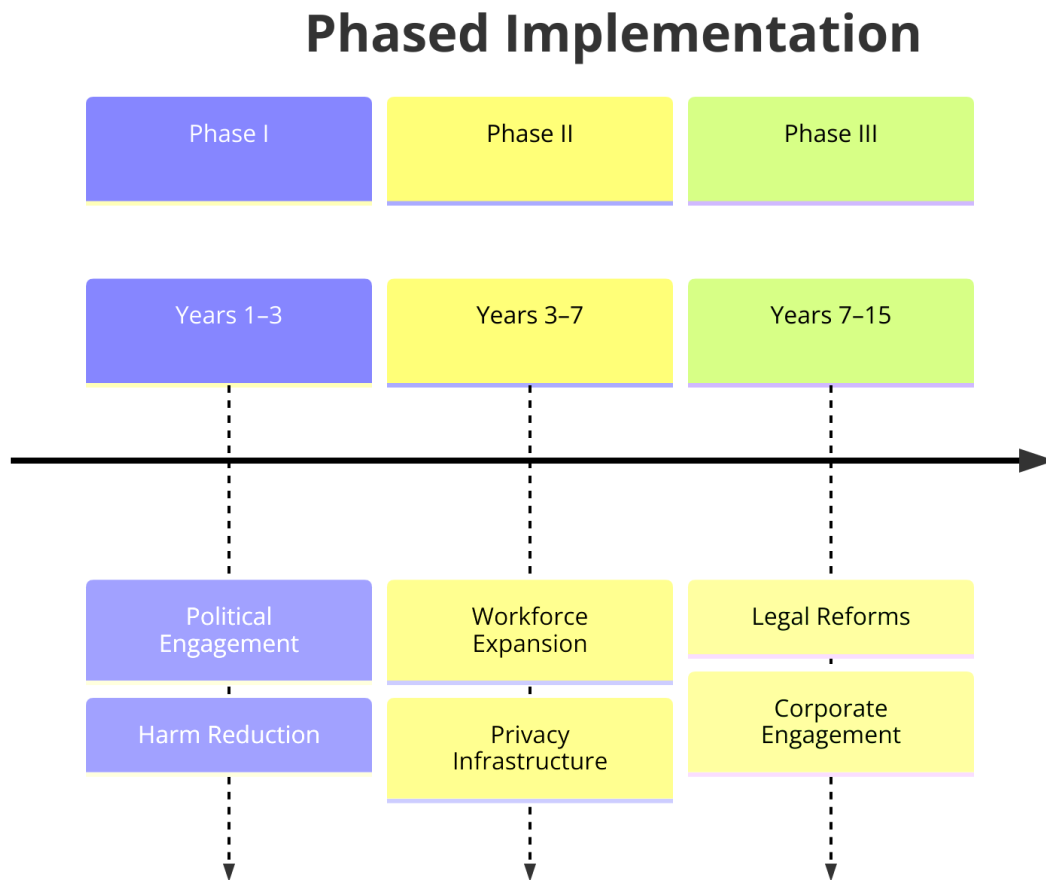 Phased Implementation
Phase I
Phase II
Phase III
Years 1–3
Years 3–7
Years 7–15
Political
Engagement
Harm Reduction
Workforce
Expansion
Privacy
Infrastructure
Legal Reforms
Corporate
Engagement